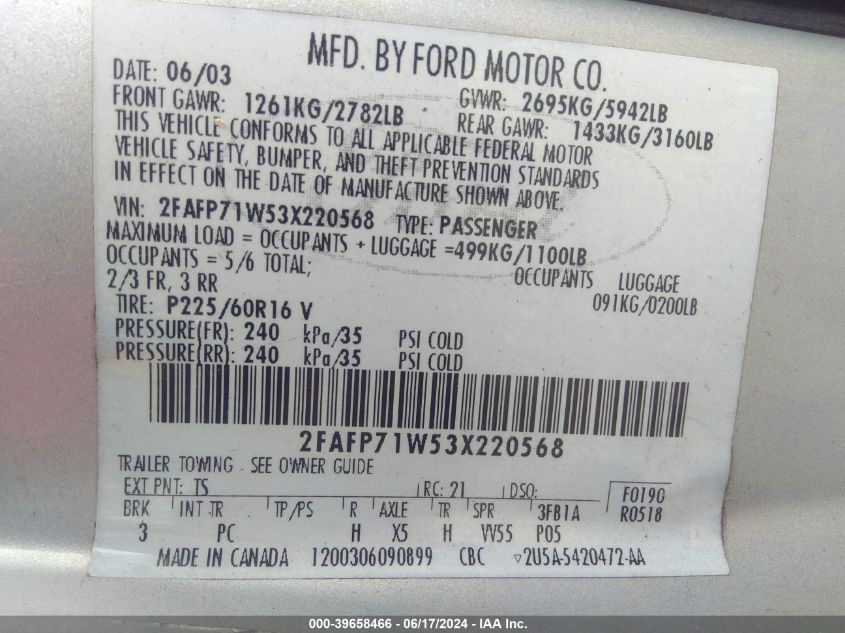 MFD. BY FORD MOTOR CO.
DATE: 06/03
GVWR: 2695KG/5942LB
FRONT GAWR: 1261KG/2782LB
REAR GAWR: 1433KG/3160LB
THIS VEHICLE CONFORMS TO ALL APPLICABLE FEDERAL MOTOR
VEHICLE SAFETY, BUMPER, AND THEFT PREVENTION STANDARDS
IN EFFECT ON THE DATE OF MANUFACTURE SHOWN ABOVE.
VIN: 2FAFP71W53X220568 TYPE: PASSENGER
MAXIMUM LOAD = OCCUPANTS + LUGGAGE =499KG/1100LB
OCCUPANTS = 5/6 TOTAL; OCCUPANTS LUGGAGE
2/3 FR, 3 RR 091KG/0200LB
TIRE: P225/60R16 V
PRESSURE(FR): 240 kPa/35 PSI COLD
PRESSURE(RR): 240 kPa/35 PSI COLD
2FAFP71W53X220568
TRAILER TOWING - SEE OWNER GUIDE
EXT PNT: TS RC: 21 DSO: F0190
BRK INT TR TP/PS R AXLE TR SPR 3FB1A R0518
3 PC H X5 H VV55 P05
MADE IN CANADA 1200306090899 CBC ▽2U5A-5420472-AA
000-39658466 - 06/17/2024 - IAA Inc.